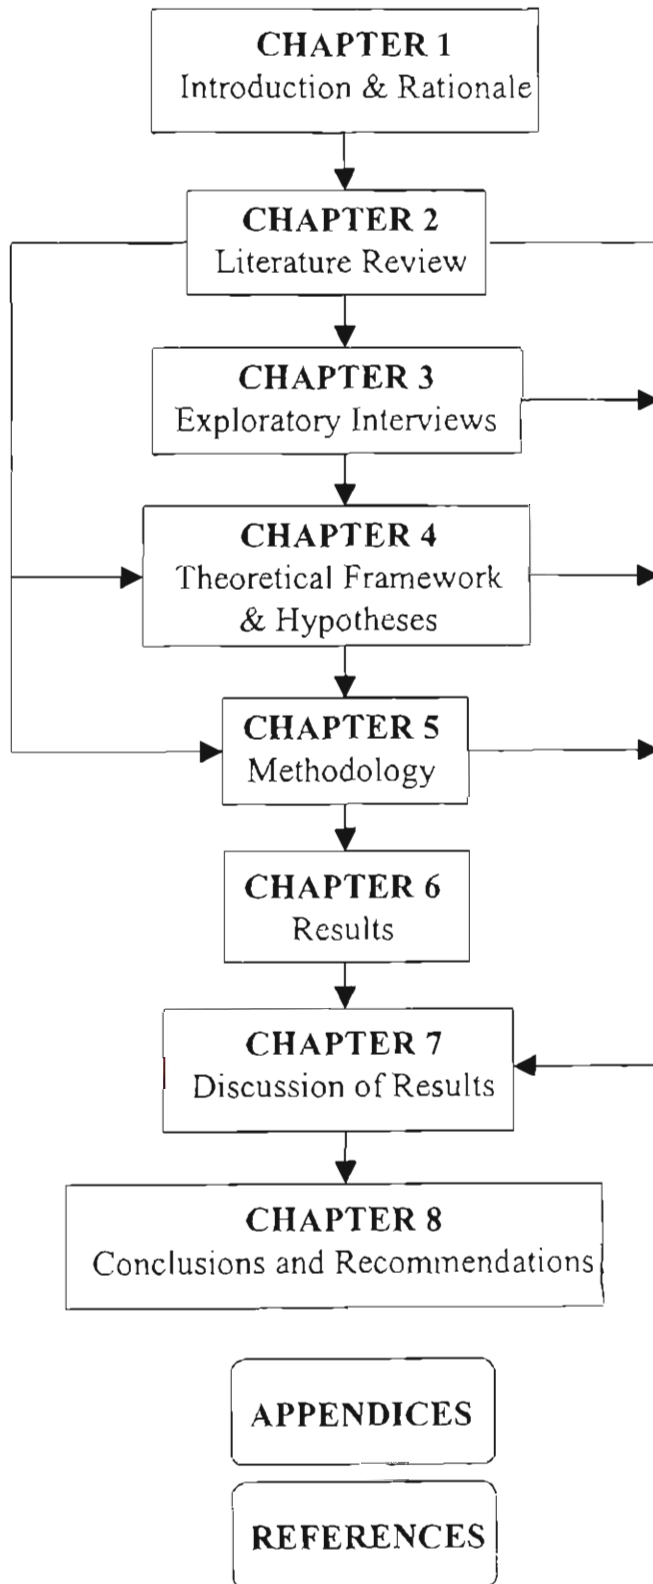 CHAPTER 1
Introduction & Rationale
CHAPTER 2
Literature Review
CHAPTER 3
Exploratory Interviews
CHAPTER 4
Theoretical Framework
& Hypotheses
CHAPTER 5
Methodology
CHAPTER 6
Results
CHAPTER 7
Discussion of Results
CHAPTER 8
Conclusions and Recommendations
APPENDICES
REFERENCES